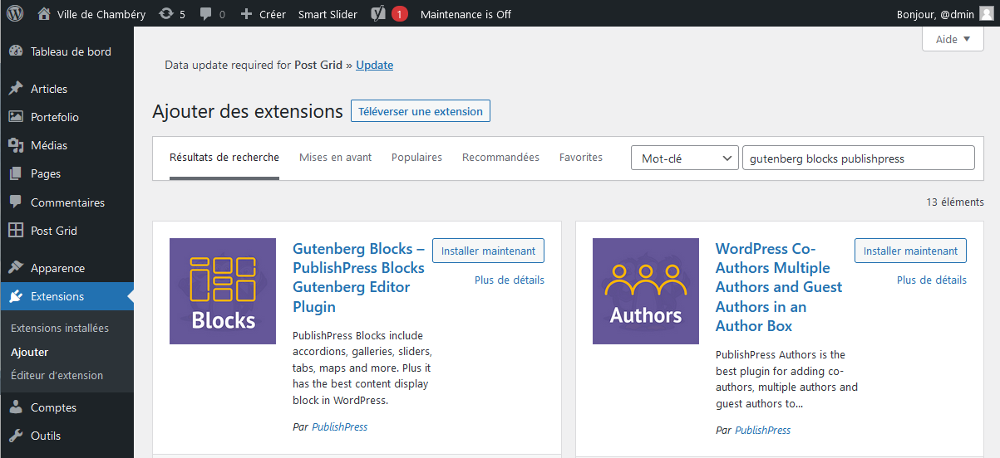 Ville de Chambéry 5 0 Créer Smart Slider 1 Maintenance is Off Bonjour, @dmin
Aide
Tableau de bord
Articles
Portefolio
Médias
Pages
Commentaires
Post Grid
Apparence
Extensions
Extensions installées
Ajouter
Éditeur d'extension
Comptes
Outils
Data update required for Post Grid » Update
Ajouter des extensions Téléverser une extension
Résultats de recherche Mises en avant Populaires Recommandées Favorites Mot-clé gutenberg blocks publishpress
13 éléments
Blocks
Gutenberg Blocks –
PublishPress Blocks
Gutenberg Editor
Plugin
Installer maintenant
Plus de détails
PublishPress Blocks include
accordions, galleries, sliders,
tabs, maps and more. Plus it
has the best content display
block in WordPress.
Par PublishPress
Authors
WordPress Co-
Authors Multiple
Authors and Guest
Authors in an
Author Box
Installer maintenant
Plus de détails
PublishPress Authors is the
best plugin for adding co-
authors, multiple authors and
guest authors to...
Par PublishPress